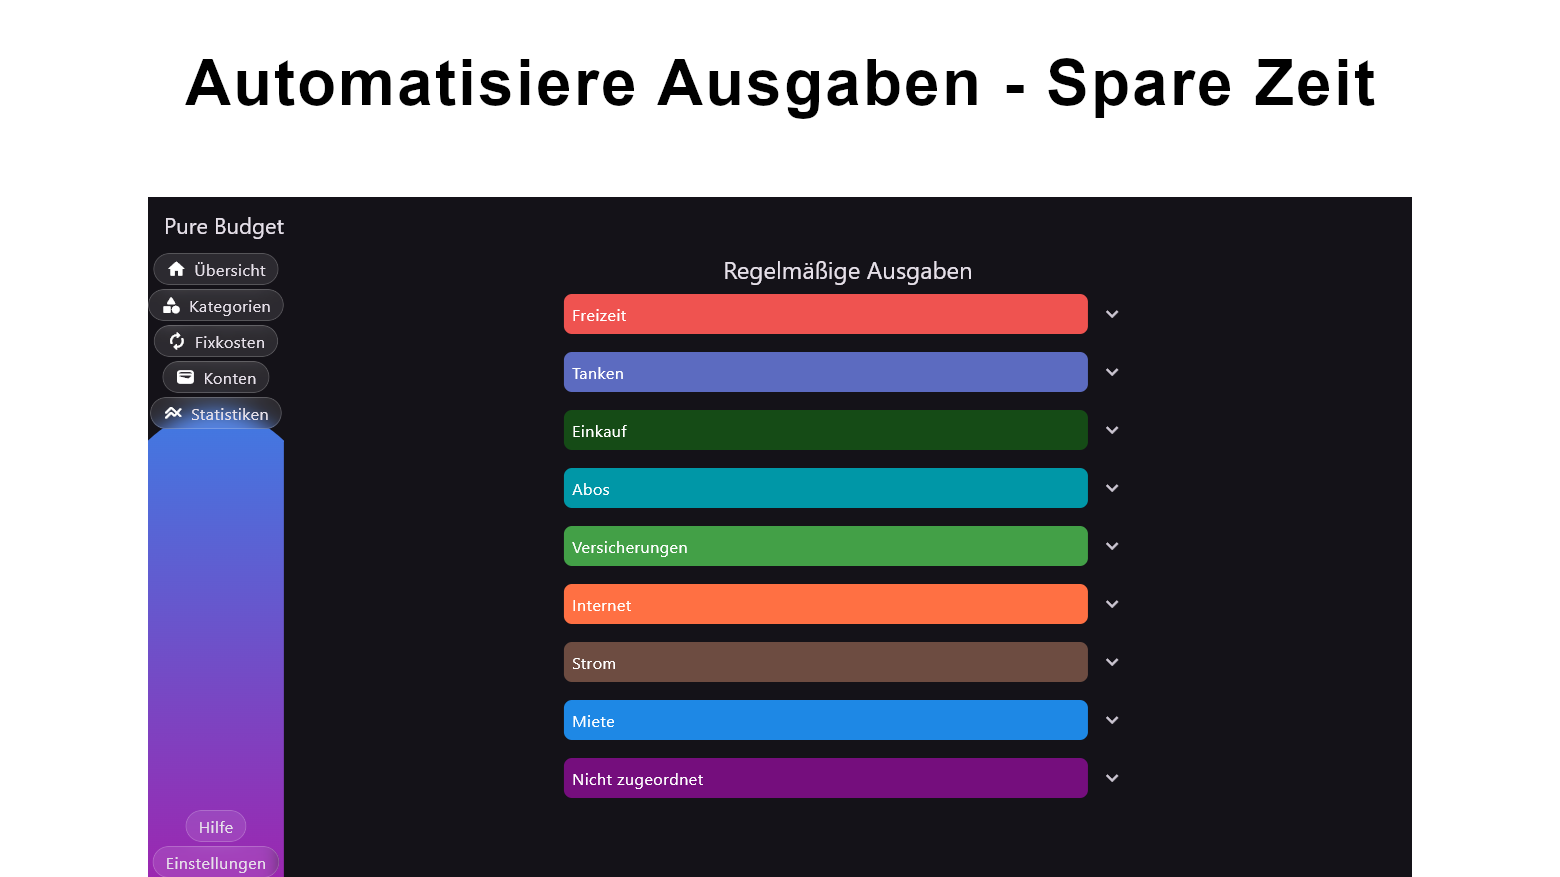 Automatisiere Ausgaben - Spare Zeit
Pure Budget
Übersicht
Kategorien
Fixkosten
Konten
Statistiken
Hilfe
Einstellungen
Regelmäßige Ausgaben
Freizeit
Tanken
Einkauf
Abos
Versicherungen
Internet
Strom
Miete
Nicht zugeordnet